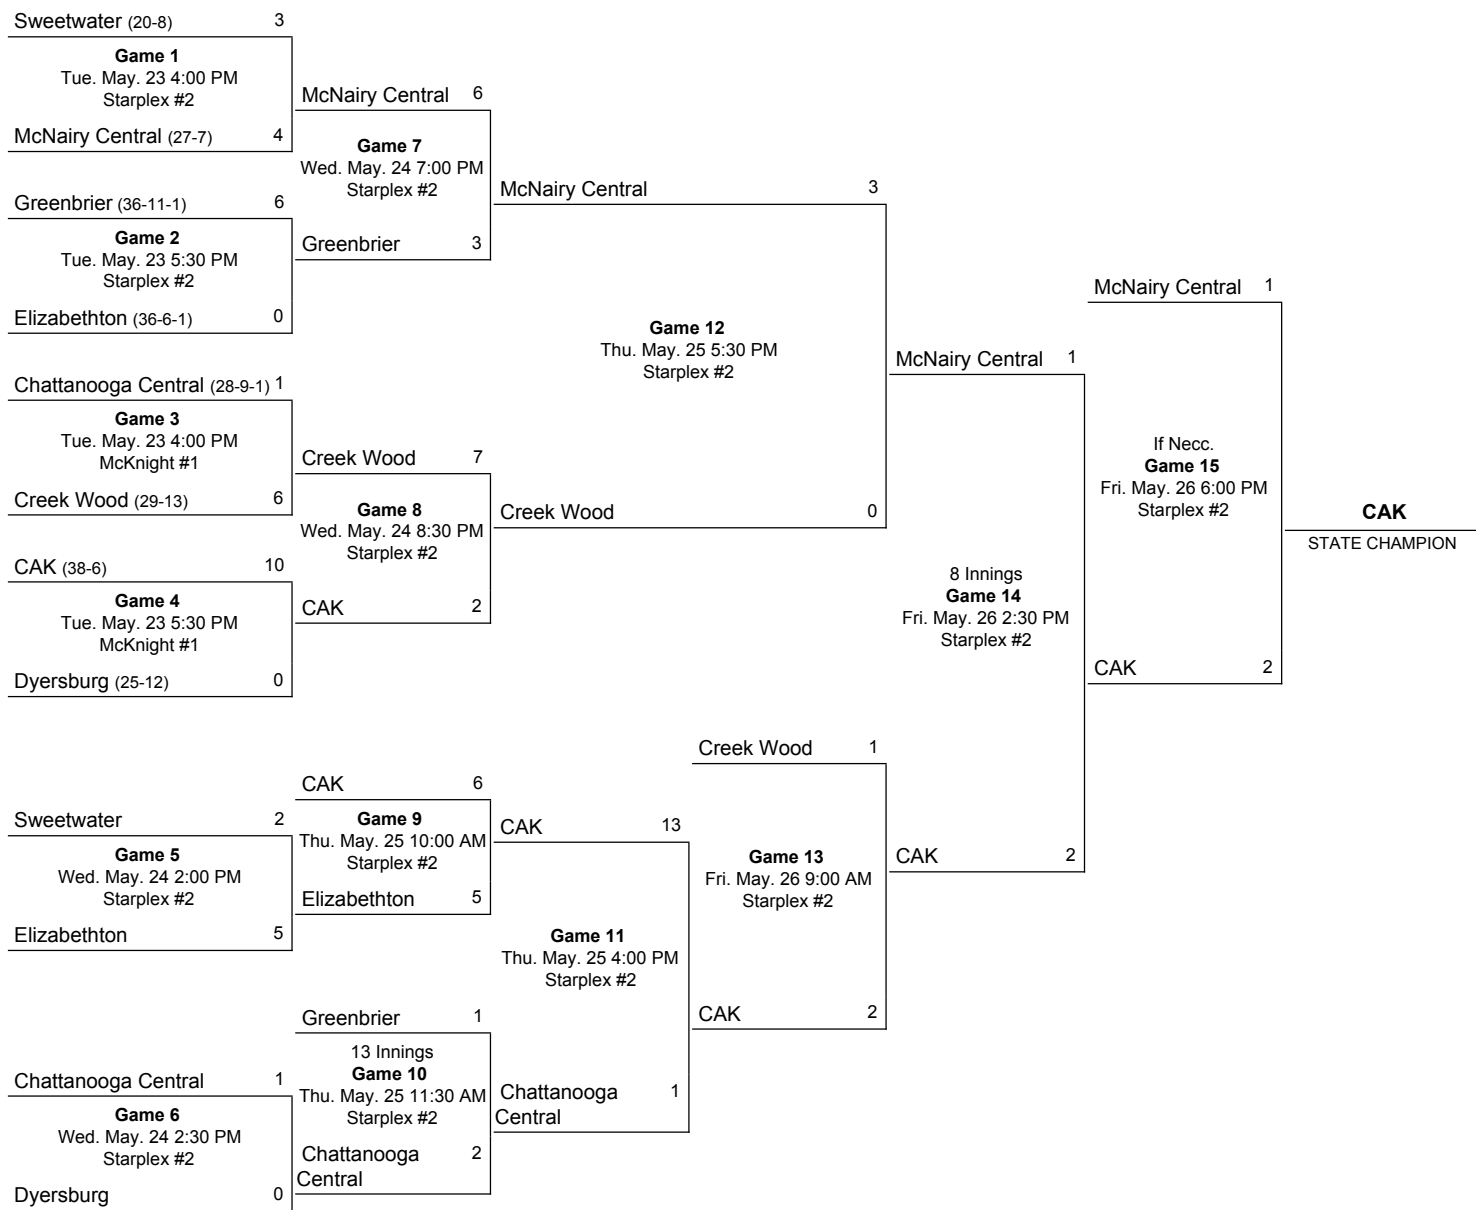 Sweetwater (20-8) 3
Game 1
Tue. May. 23 4:00 PM
Starplex #2
McNairy Central (27-7) 4
Greenbrier (36-11-1) 6
Game 2
Tue. May. 23 5:30 PM
Starplex #2
Elizabethton (36-6-1) 0
Chattanooga Central (28-9-1) 1
Game 3
Tue. May. 23 4:00 PM
McKnight #1
Creek Wood (29-13) 6
CAK (38-6) 10
Game 4
Tue. May. 23 5:30 PM
McKnight #1
Dyersburg (25-12) 0
Sweetwater 2
Game 5
Wed. May. 24 2:00 PM
Starplex #2
Elizabethton 5
Chattanooga Central 1
Game 6
Wed. May. 24 2:30 PM
Starplex #2
Dyersburg 0
McNairy Central 6
Game 7
Wed. May. 24 7:00 PM
Starplex #2
Greenbrier 3
Creek Wood 7
Game 8
Wed. May. 24 8:30 PM
Starplex #2
CAK 2
CAK 6
Game 9
Thu. May. 25 10:00 AM
Starplex #2
Elizabethton 5
Greenbrier 1
13 Innings
Game 10
Thu. May. 25 11:30 AM
Starplex #2
Chattanooga 2
Central
McNairy Central 3
Game 12
Thu. May. 25 5:30 PM
Starplex #2
Creek Wood 0
CAK 13
Game 11
Thu. May. 25 4:00 PM
Starplex #2
Chattanooga 1
Central
Creek Wood 1
Game 13
Fri. May. 26 9:00 AM
Starplex #2
CAK 2
McNairy Central 1
8 Innings
Game 14
Fri. May. 26 2:30 PM
Starplex #2
CAK 2
McNairy Central 1
If Necc.
Game 15
Fri. May. 26 6:00 PM
Starplex #2
CAK 2
CAK
STATE CHAMPION